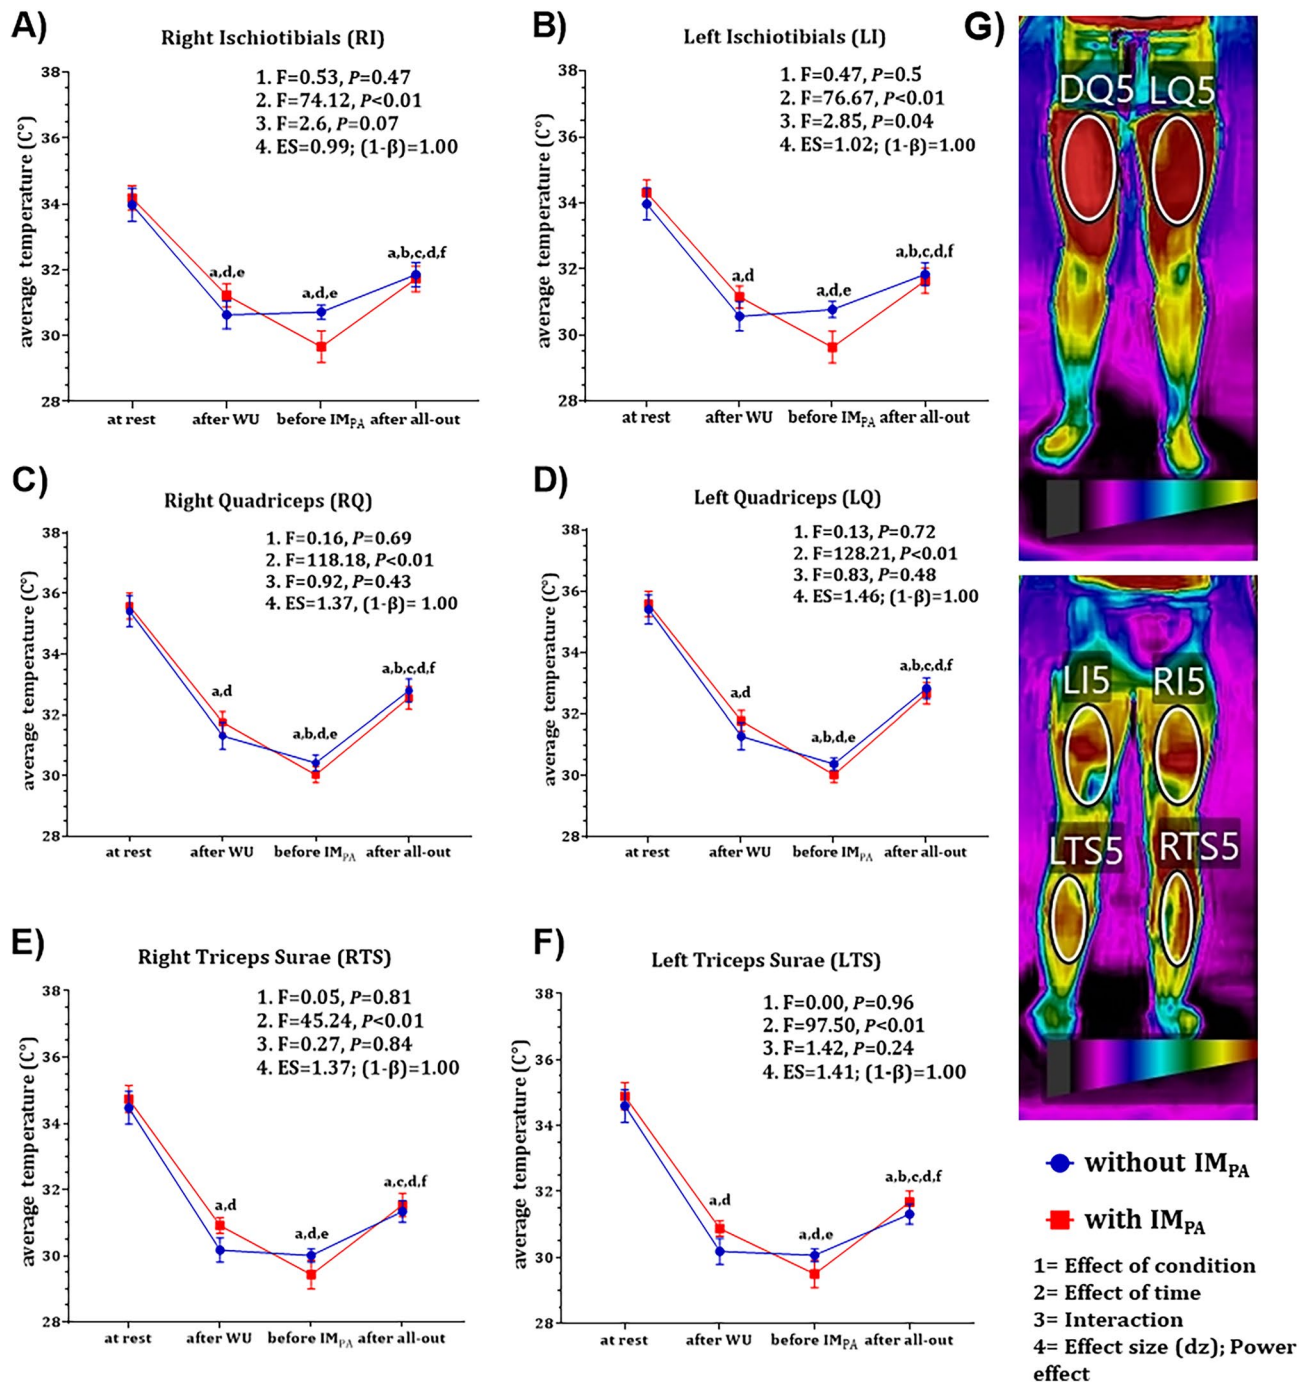 A)
Right Ischiotibials (RI)
1. F=0.53, P=0.47
2. F=74.12, P<0.01
3. F=2.6, P=0.07
4. ES=0.99; (1-β)=1.00
average temperature (C°)
38
36
34
32
30
28
a,d,e
a,d,e
a,b,c,d,f
at rest
after WU
before IMPA
after all-out
B)
Left Ischiotibials (LI)
1. F=0.47, P=0.5
2. F=76.67, P<0.01
3. F=2.85, P=0.04
4. ES=1.02; (1-β)=1.00
average temperature (C°)
38
36
34
32
30
28
a,d
a,d,e
a,b,c,d,f
at rest
after WU
before IMPA
after all-out
C)
Right Quadriceps (RQ)
1. F=0.16, P=0.69
2. F=118.18, P<0.01
3. F=0.92, P=0.43
4. ES=1.37, (1-β)= 1.00
average temperature (C°)
38
36
34
32
30
28
a,d
a,b,d,e
a,b,c,d,f
at rest
after WU
before IMPA
after all-out
D)
Left Quadriceps (LQ)
1. F=0.13, P=0.72
2. F=128.21, P<0.01
3. F=0.83, P=0.48
4. ES=1.46; (1-β)=1.00
average temperature (C°)
38
36
34
32
30
28
a,d
a,b,d,e
a,b,c,d,f
at rest
after WU
before IMPA
after all-out
E)
Right Triceps Surae (RTS)
1. F=0.05, P=0.81
2. F=45.24, P<0.01
3. F=0.27, P=0.84
4. ES=1.37; (1-β)=1.00
average temperature (C°)
38
36
34
32
30
28
a,d
a,d,e
a,c,d,f
at rest
after WU
before IMPA
after all-out
F)
Left Triceps Surae (LTS)
1. F=0.00, P=0.96
2. F=97.50, P<0.01
3. F=1.42, P=0.24
4. ES=1.41; (1-β)=1.00
average temperature (C°)
38
36
34
32
30
28
a,d
a,d,e
a,b,c,d,f
at rest
after WU
before IMPA
after all-out
G)
DQ5 LQ5
LI5 RI5
LTS5 RTS5
without IMPA
with IMPA
1= Effect of condition
2= Effect of time
3= Interaction
4= Effect size (dz); Power
effect